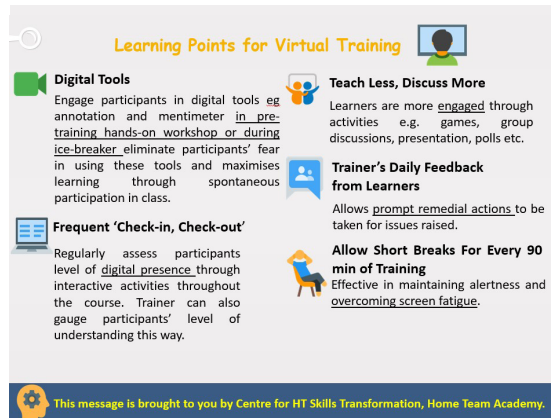 Learning Points for Virtual Training
Digital Tools
Engage participants in digital tools eg
annotation and mentimeter in pre-
training hands-on workshop or during
ice-breaker eliminate participants' fear
in using these tools and maximises
learning through spontaneous
participation in class.
Frequent 'Check-in, Check-out'
Regularly assess participants
level of digital presence through
interactive activities throughout
the course. Trainer can also
gauge participants' level of
understanding this way.
Teach Less, Discuss More
Learners are more engaged through
activities e.g. games, group
discussions, presentation, polls etc.
Trainer's Daily Feedback
from Learners
Allows prompt remedial actions to be
taken for issues raised.
Allow Short Breaks For Every 90
min of Training
Effective in maintaining alertness and
overcoming screen fatigue.
This message is brought to you by Centre for HT Skills Transformation, Home Team Academy.